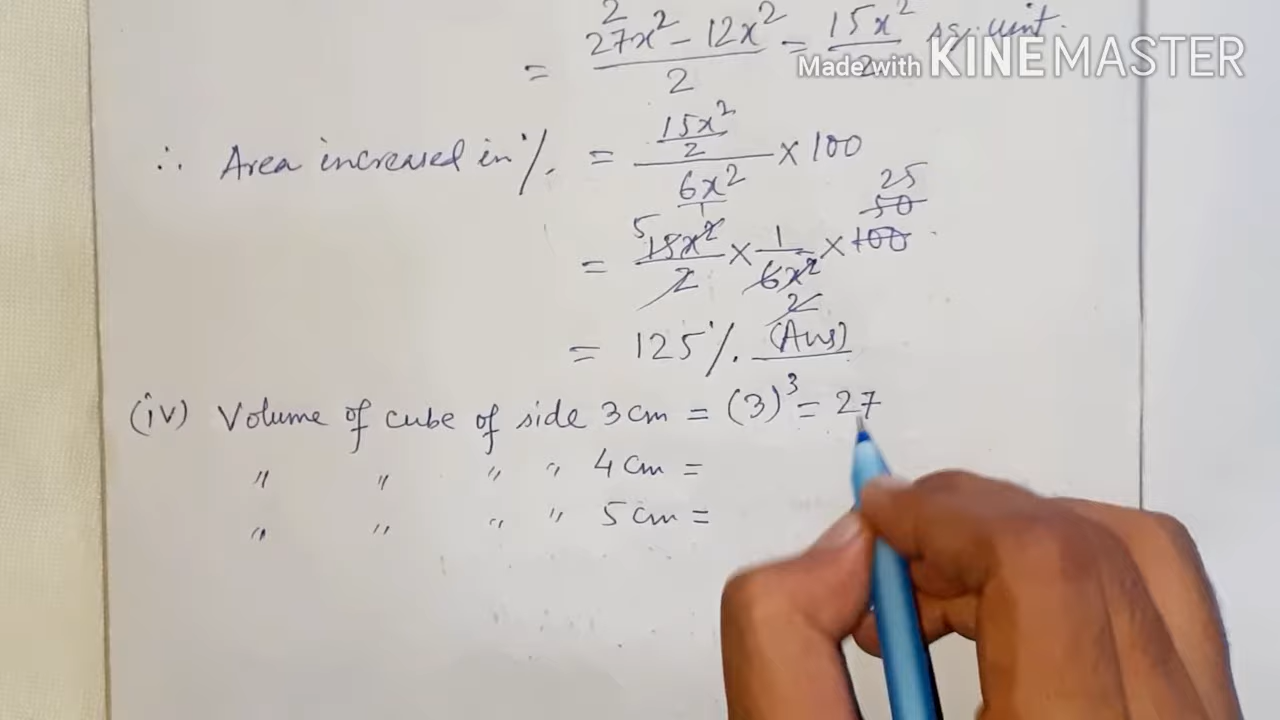 = 27x² − 12x² / 2 = 15x² / 2 sq. unit.
Made with KINEMASTER
∴ Area increased in % = 15x²/2 / 6x² × 100
= 15x²/2 × 1/6x² × 100
= 125%. (Ans)
(iv) Volume of cube of side 3 cm = (3)³ = 27
〃 〃 〃 〃 4 cm =
〃 〃 〃 〃 5 cm =